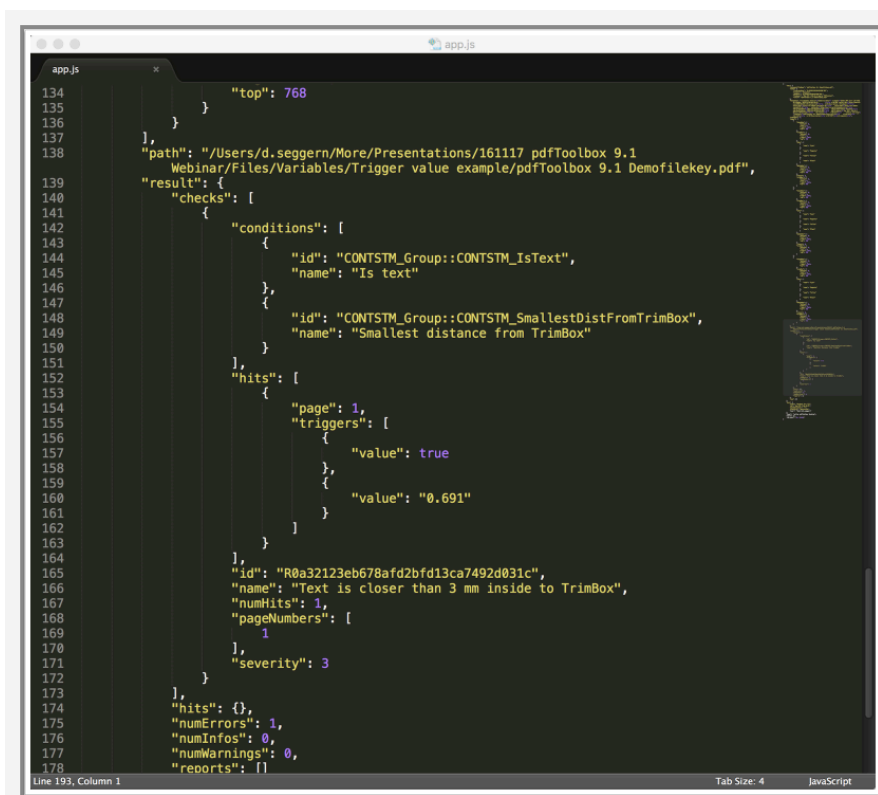 app.js
app.js ×
134 "top": 768
135 }
136 }
137 ],
138 "path": "/Users/d.seggern/More/Presentations/161117 pdfToolbox 9.1
Webinar/Files/Variables/Trigger value example/pdfToolbox 9.1 Demofilekey.pdf",
139 "result": {
140 "checks": [
141 {
142 "conditions": [
143 {
144 "id": "CONTSTM_Group::CONTSTM_IsText",
145 "name": "Is text"
146 },
147 {
148 "id": "CONTSTM_Group::CONTSTM_SmallestDistFromTrimBox",
149 "name": "Smallest distance from TrimBox"
150 }
151 ],
152 "hits": [
153 {
154 "page": 1,
155 "triggers": [
156 {
157 "value": true
158 },
159 {
160 "value": "0.691"
161 }
162 ]
163 }
164 ],
165 "id": "R0a32123eb678afd2bfd13ca7492d031c",
166 "name": "Text is closer than 3 mm inside to TrimBox",
167 "numHits": 1,
168 "pageNumbers": [
169 1
170 ],
171 "severity": 3
172 }
173 ],
174 "hits": {},
175 "numErrors": 1,
176 "numInfos": 0,
177 "numWarnings": 0,
178 "reports": []
Line 193, Column 1 Tab Size: 4 JavaScript